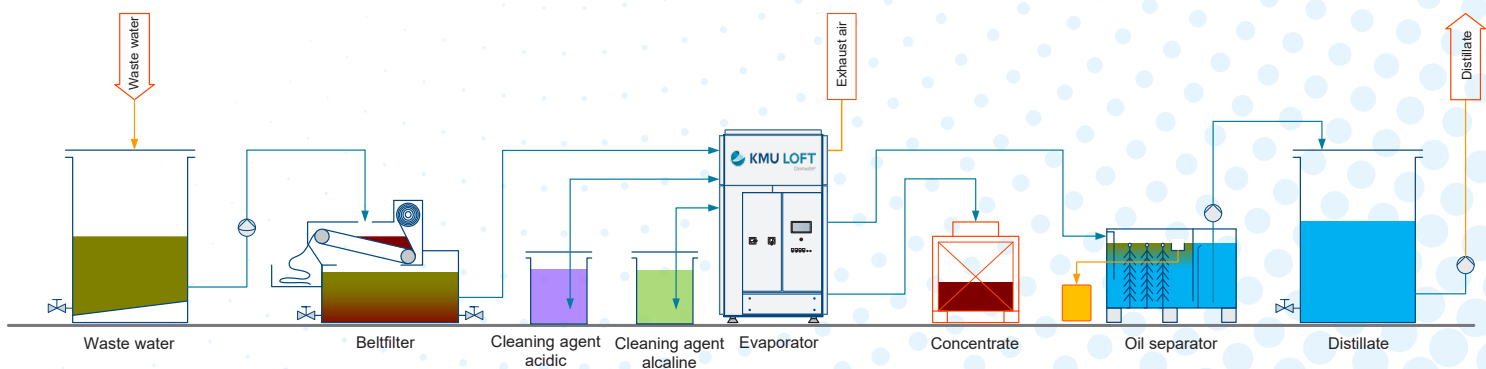 Waste water
Exhaust air
Distillate
KMU LOFT
Cleanwater
Waste water
Beltfilter
Cleaning agent
acidic
Cleaning agent
alcaline
Evaporator
Concentrate
Oil separator
Distillate